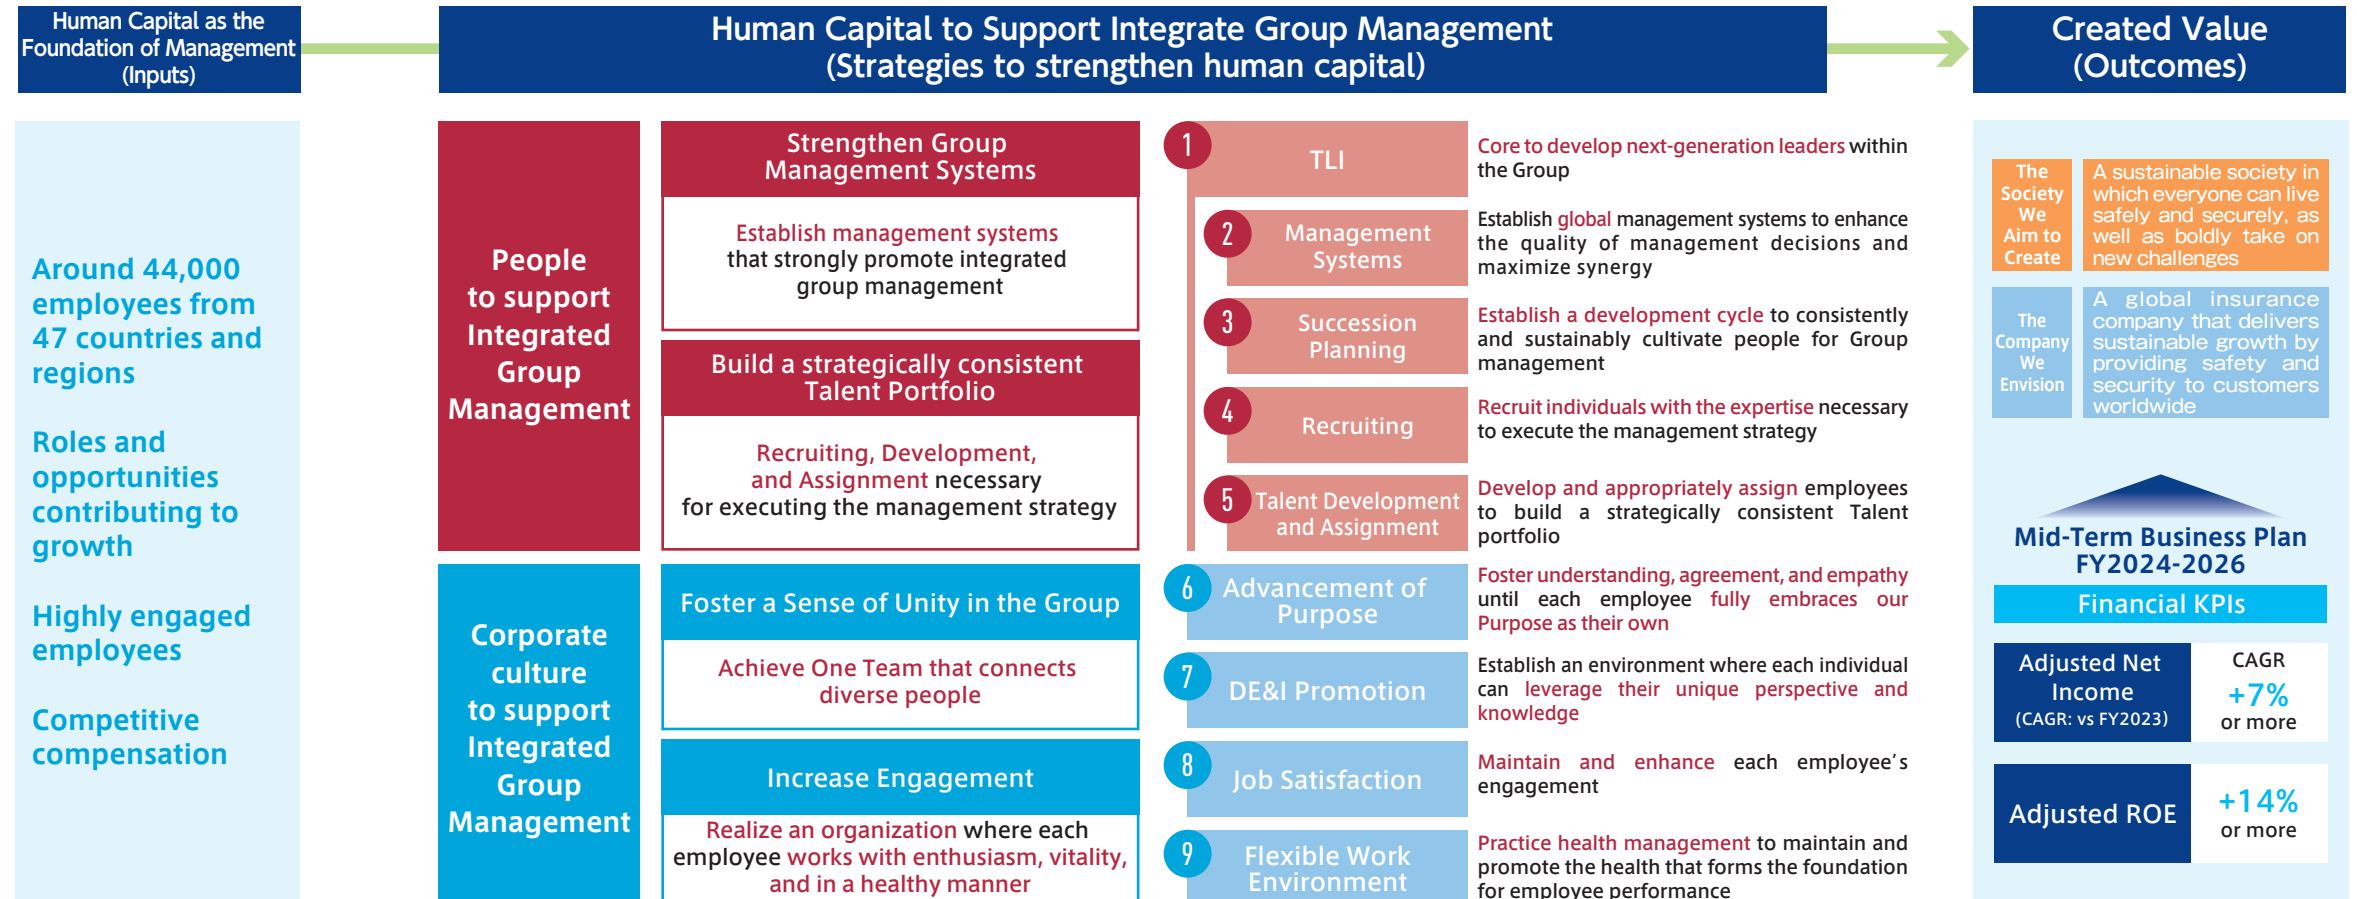 Human Capital as the
Foundation of Management
(Inputs)
Human Capital to Support Integrate Group Management
(Strategies to strengthen human capital)
Created Value
(Outcomes)
Around 44,000
employees from
47 countries and
regions
Roles and
opportunities
contributing to
growth
Highly engaged
employees
Competitive
compensation
People
to support
Integrated
Group
Management
Strengthen Group
Management Systems
Establish management systems
that strongly promote integrated
group management
Build a strategically consistent
Talent Portfolio
Recruiting, Development,
and Assignment necessary
for executing the management strategy
1
TLI
Core to develop next-generation leaders within
the Group
2
Management
Systems
Establish global management systems to enhance
the quality of management decisions and
maximize synergy
3
Succession
Planning
Establish a development cycle to consistently
and sustainably cultivate people for Group
management
4
Recruiting
Recruit individuals with the expertise necessary
to execute the management strategy
5
Talent Development
and Assignment
Develop and appropriately assign employees
to build a strategically consistent Talent
portfolio
Corporate
culture
to support
Integrated
Group
Management
Foster a Sense of Unity in the Group
Achieve One Team that connects
diverse people
Increase Engagement
Realize an organization where each
employee works with enthusiasm, vitality,
and in a healthy manner
6
Advancement of
Purpose
Foster understanding, agreement, and empathy
until each employee fully embraces our
Purpose as their own
7
DE&I Promotion
Establish an environment where each individual
can leverage their unique perspective and
knowledge
8
Job Satisfaction
Maintain and enhance each employee's
engagement
9
Flexible Work
Environment
Practice health management to maintain and
promote the health that forms the foundation
for employee performance
The
Society
We
Aim to
Create
A sustainable society in
which everyone can live
safely and securely, as
well as boldly take on
new challenges
The
Company
We
Envision
A global insurance
company that delivers
sustainable growth by
providing safety and
security to customers
worldwide
Mid-Term Business Plan
FY2024-2026
Financial KPIs
Adjusted Net
Income
(CAGR: vs FY2023)
CAGR
+7%
or more
Adjusted ROE
+14%
or more